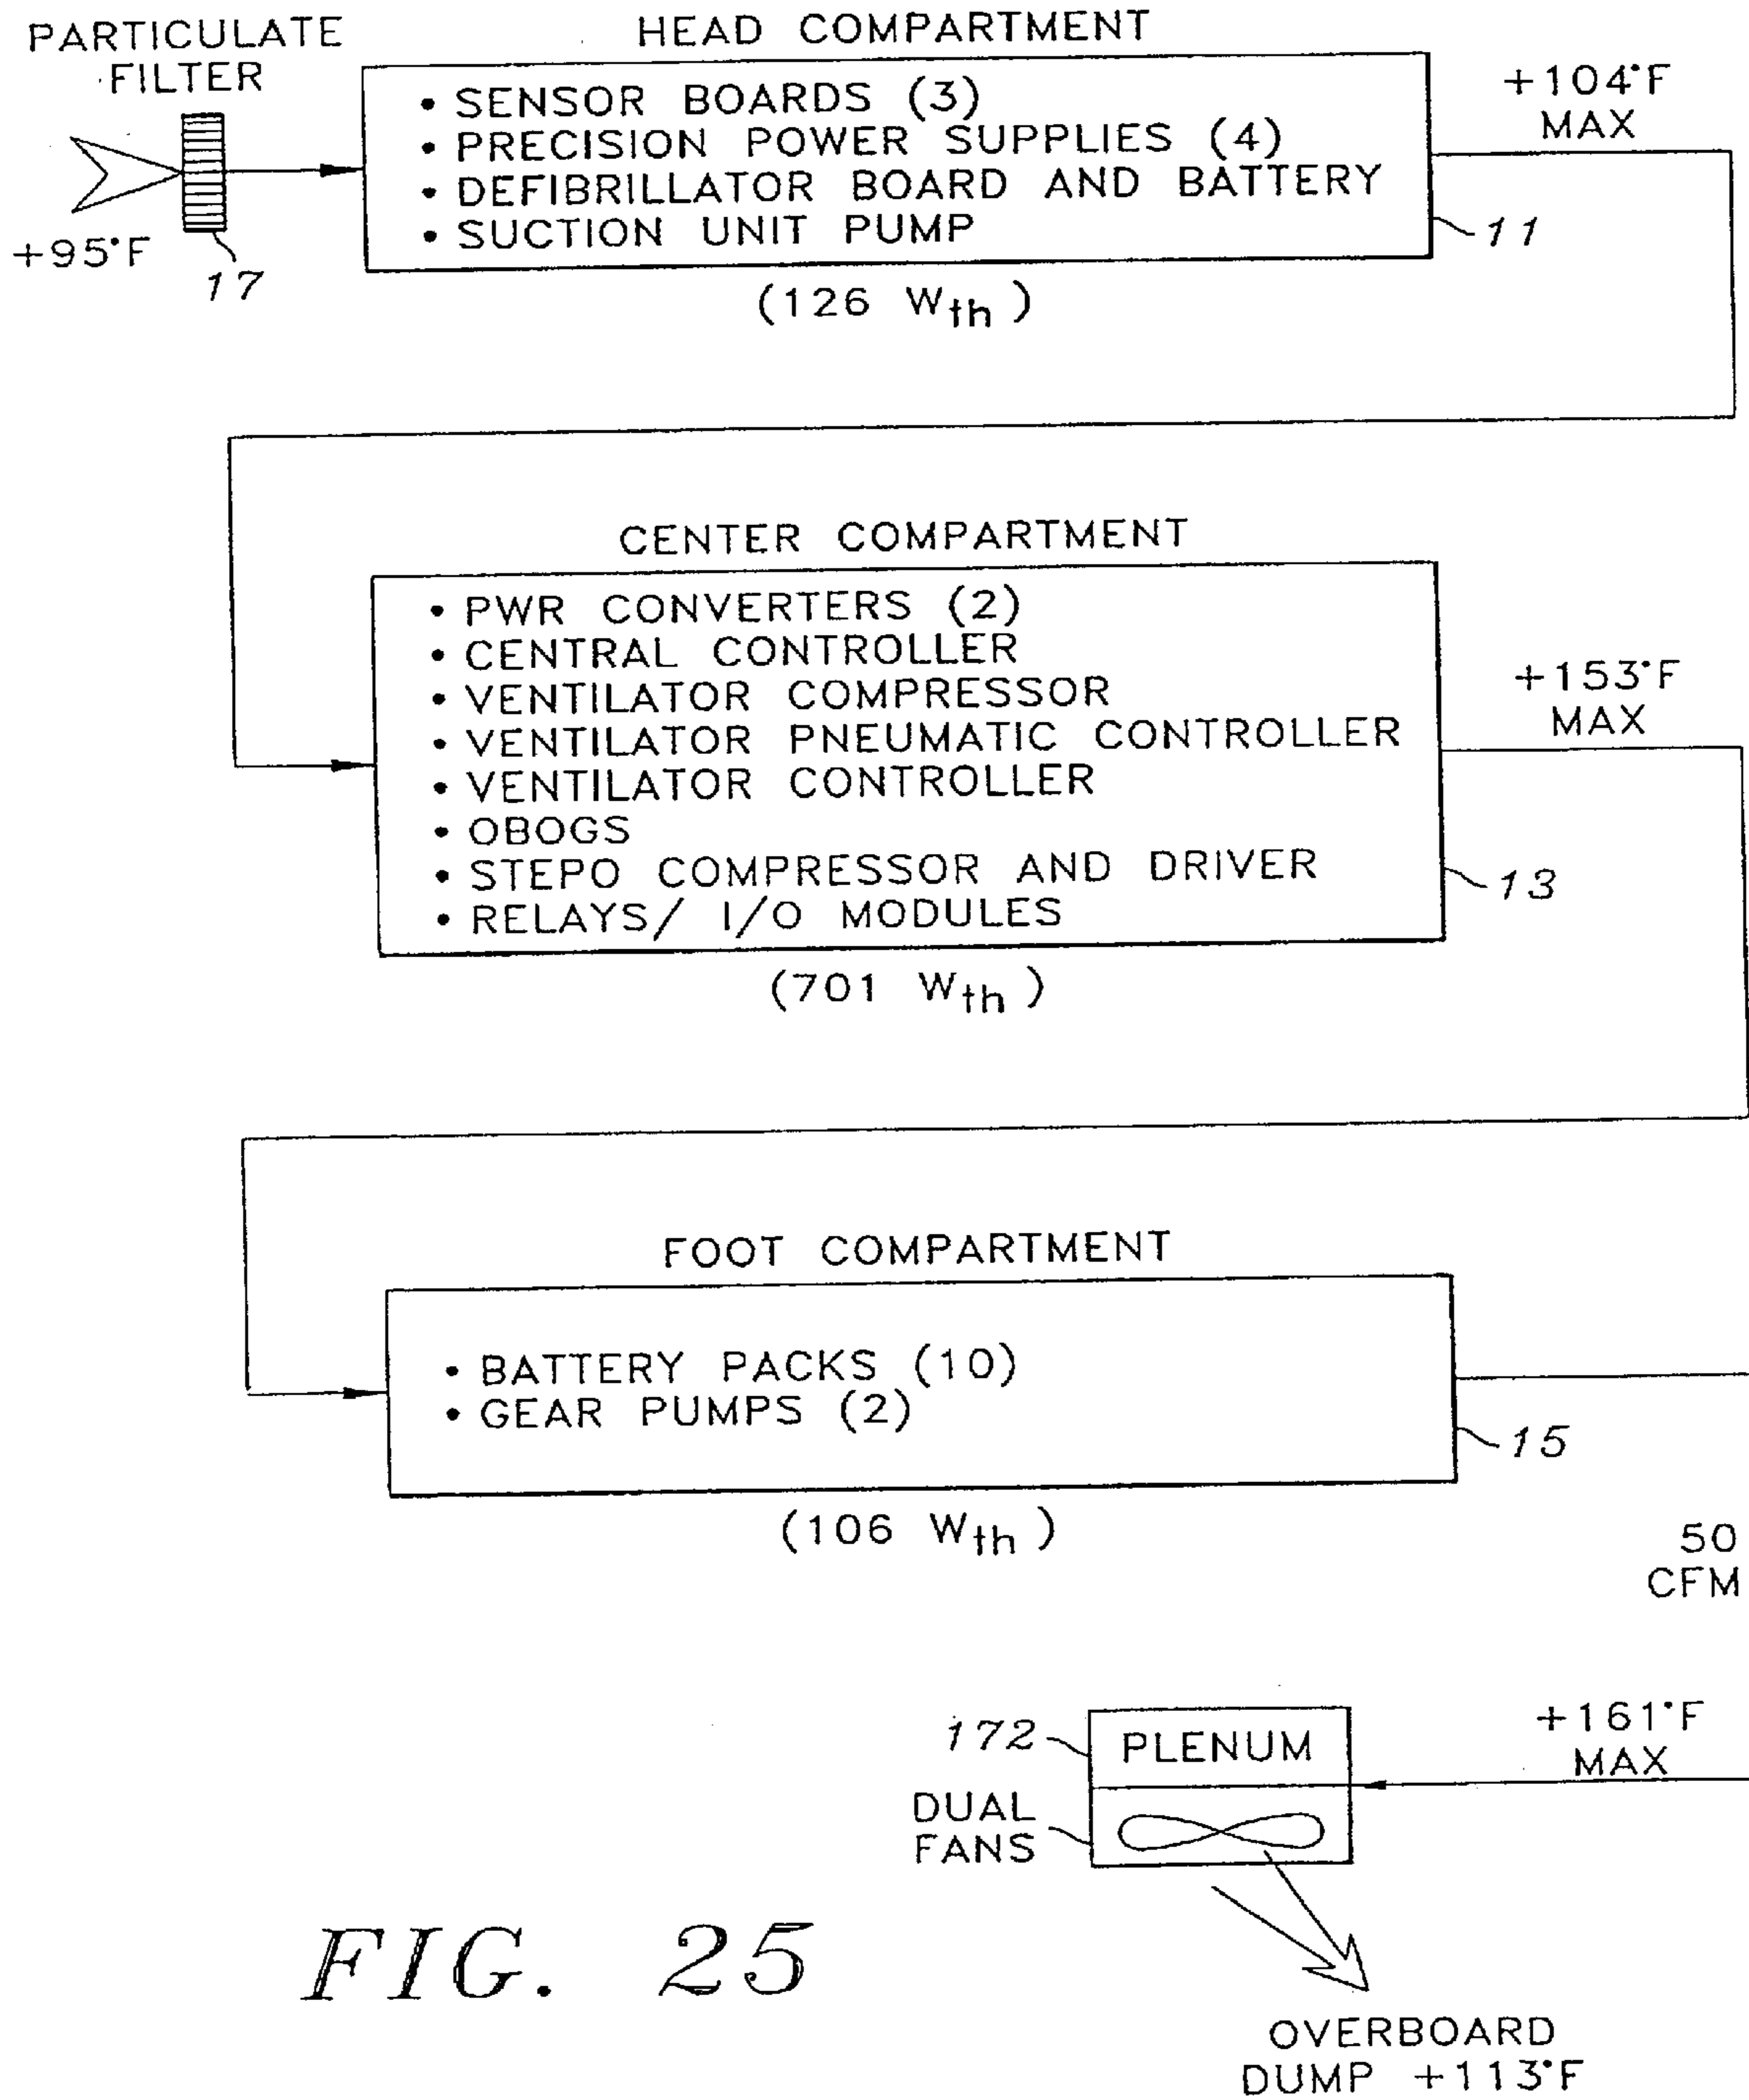 PARTICULATE
FILTER
+95°F
17
HEAD COMPARTMENT
• SENSOR BOARDS (3)
• PRECISION POWER SUPPLIES (4)
• DEFIBRILLATOR BOARD AND BATTERY
• SUCTION UNIT PUMP
11
(126 Wth)
+104°F
MAX
CENTER COMPARTMENT
• PWR CONVERTERS (2)
• CENTRAL CONTROLLER
• VENTILATOR COMPRESSOR
• VENTILATOR PNEUMATIC CONTROLLER
• VENTILATOR CONTROLLER
• OBOGS
• STEPO COMPRESSOR AND DRIVER
• RELAYS/ I/O MODULES
13
(701 Wth)
+153°F
MAX
FOOT COMPARTMENT
• BATTERY PACKS (10)
• GEAR PUMPS (2)
15
(106 Wth)
50
CFM
+161°F
MAX
172
PLENUM
DUAL
FANS
OVERBOARD
DUMP +113°F
FIG. 25